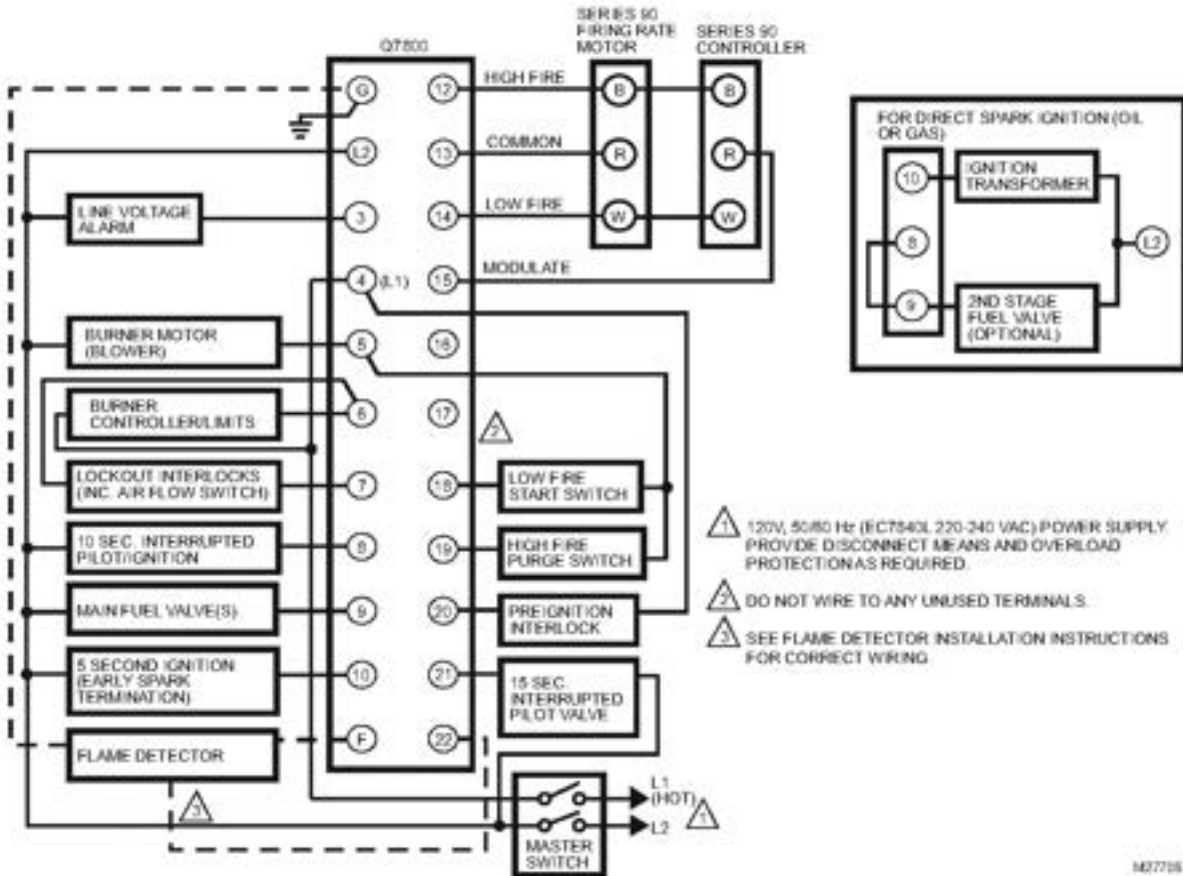 SERIES 90
FIRING RATE
MOTOR
SERIES 90
CONTROLLER
Q7800
G
L2
3
4
(L1)
5
6
7
8
9
10
F
12
13
14
15
16
17
18
19
20
21
22
HIGH FIRE
COMMON
LOW FIRE
MODULATE
B
R
W
B
R
W
LINE VOLTAGE
ALARM
BURNER MOTOR
(BLOWER)
BURNER
CONTROLLER/LIMITS
LOCKOUT INTERLOCKS
(INC. AIR FLOW SWITCH)
10 SEC. INTERRUPTED
PILOT/IGNITION
MAIN FUEL VALVE(S)
5 SECOND IGNITION
(EARLY SPARK
TERMINATION)
FLAME DETECTOR
3
2
LOW FIRE
START SWITCH
HIGH FIRE
PURGE SWITCH
PREIGNITION
INTERLOCK
15 SEC.
INTERRUPTED
PILOT VALVE
L1
(HOT)
L2
1
MASTER
SWITCH
FOR DIRECT SPARK IGNITION (OIL
OR GAS)
10
8
9
IGNITION
TRANSFORMER
2ND STAGE
FUEL VALVE
(OPTIONAL)
L2
1 120V, 50/60 Hz (EC7840L 220-240 VAC) POWER SUPPLY.
PROVIDE DISCONNECT MEANS AND OVERLOAD
PROTECTION AS REQUIRED.
2 DO NOT WIRE TO ANY UNUSED TERMINALS.
3 SEE FLAME DETECTOR INSTALLATION INSTRUCTIONS
FOR CORRECT WIRING.